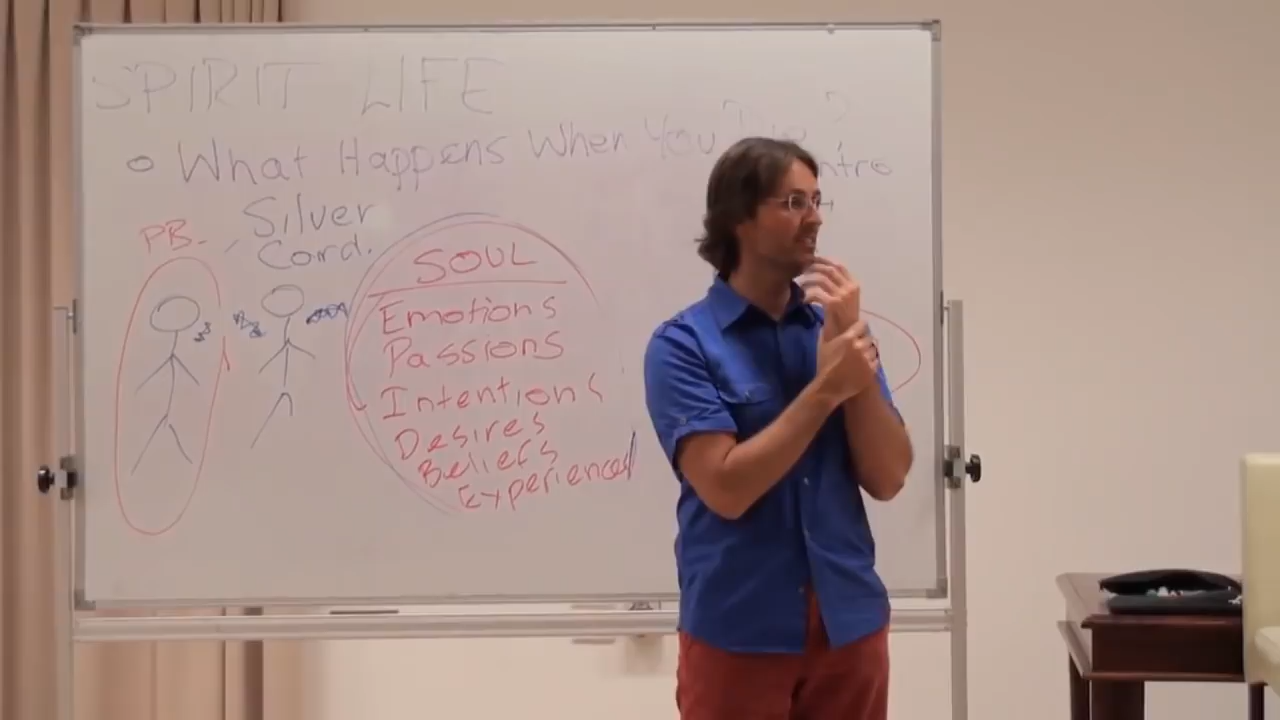 SPIRIT LIFE
What Happens When You
Silver
Cord.
PB.
SOUL
Emotions
Passions
Intentions
Desires
Beliefs
Experiences